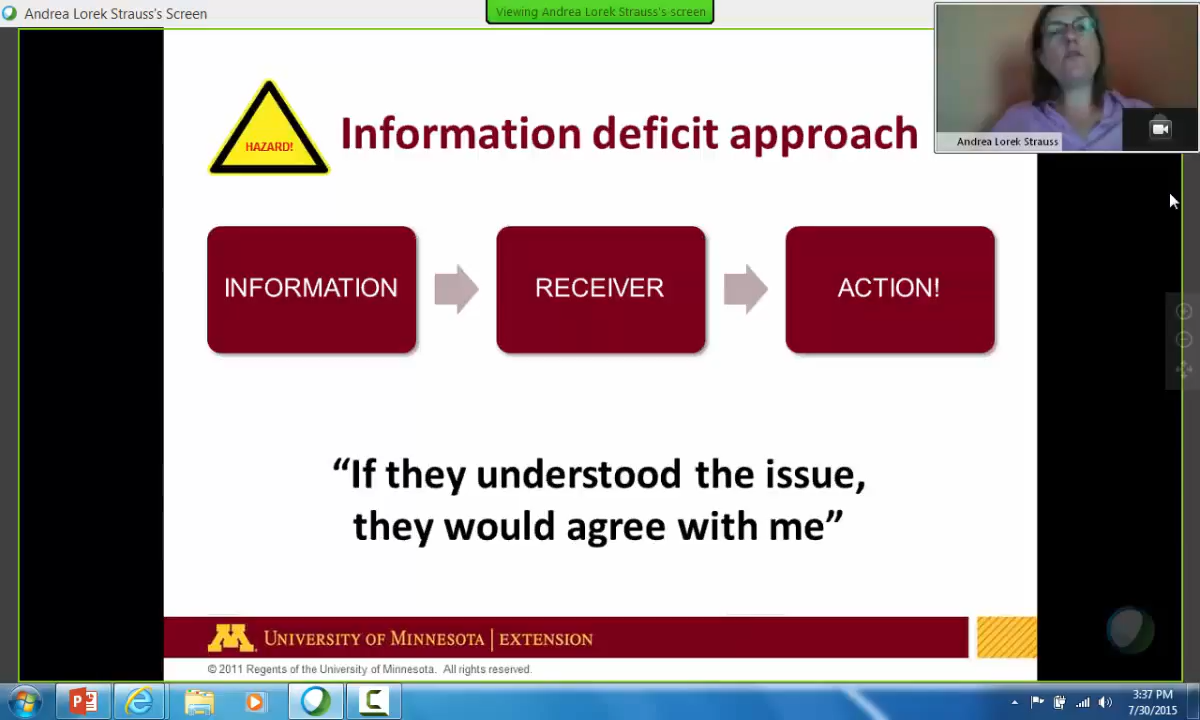 Andrea Lorek Strauss's Screen
Viewing Andrea Lorek Strauss's-screen
Andrea Lorek Strauss
HAZARD!
Information deficit approach
INFORMATION
RECEIVER
ACTION!
“If they understood the issue,
they would agree with me”
UNIVERSITY OF MINNESOTA | EXTENSION
© 2011 Regents of the University of Minnesota. All rights reserved.
3:37 PM
7/30/2015